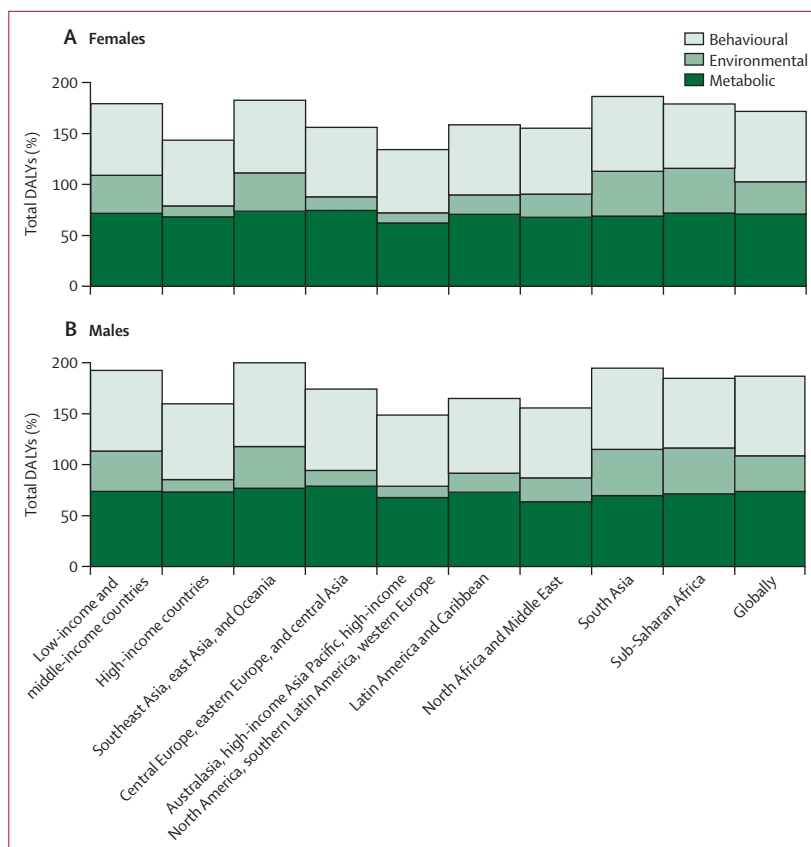 A Females
Behavioural
Environmental
Metabolic
Total DALYs (%)
200
150
100
50
0
B Males
Total DALYs (%)
200
150
100
50
0
Low-income and
middle-income countries
High-income countries
Southeast Asia, east Asia, and Oceania
Central Europe, eastern Europe, and central Asia
Australasia, high-income Asia Pacific, high-income
North America, southern Latin America, western Europe
Latin America and Caribbean
North Africa and Middle East
South Asia
Sub-Saharan Africa
Globally